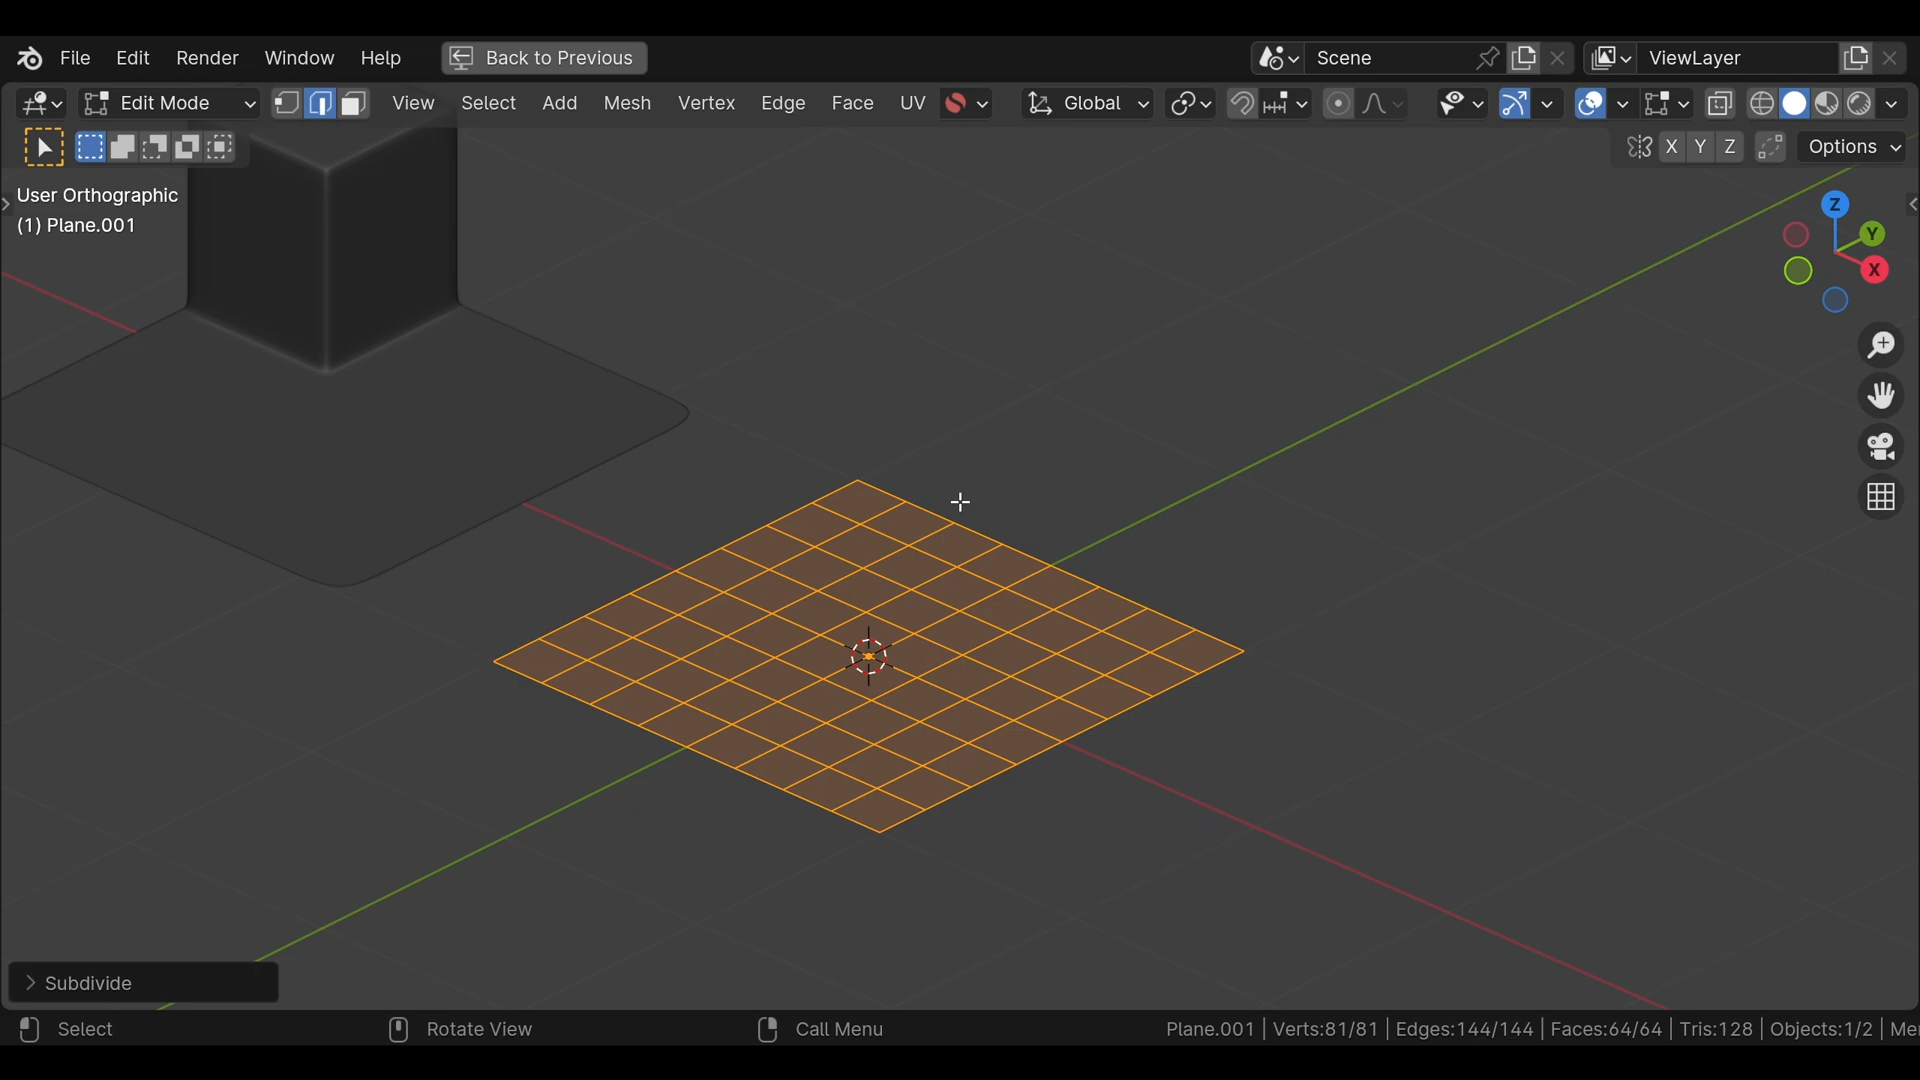 File Edit Render Window Help Back to Previous Scene ViewLayer
Edit Mode View Select Add Mesh Vertex Edge Face UV Global
X Y Z Options
User Orthographic
(1) Plane.001
Z
Y
X
Subdivide
Select Rotate View Call Menu Plane.001 | Verts:81/81 | Edges:144/144 | Faces:64/64 | Tris:128 | Objects:1/2 | Me